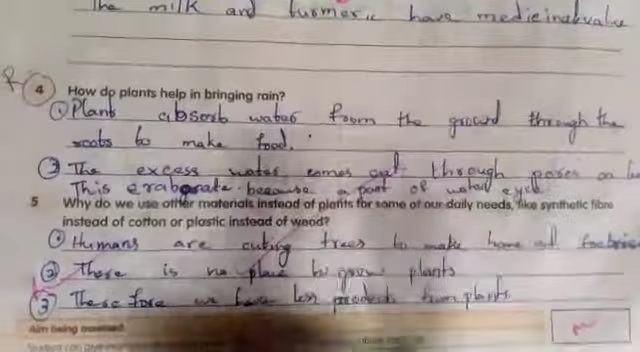 The milk and turmeric have medicinal value
4 How do plants help in bringing rain?
① Plant absorb water from the ground through the
roots to make food.
② The excess water comes out through pores on
This evaborate because a part of water cycle
5 Why do we use other materials instead of plants for some of our daily needs, like synthetic fibre
instead of cotton or plastic instead of wood?
① Humans are cuting trees to make home and
② There is no place to grow plants
③ There fore we have less products from plants.
Aim being assessed